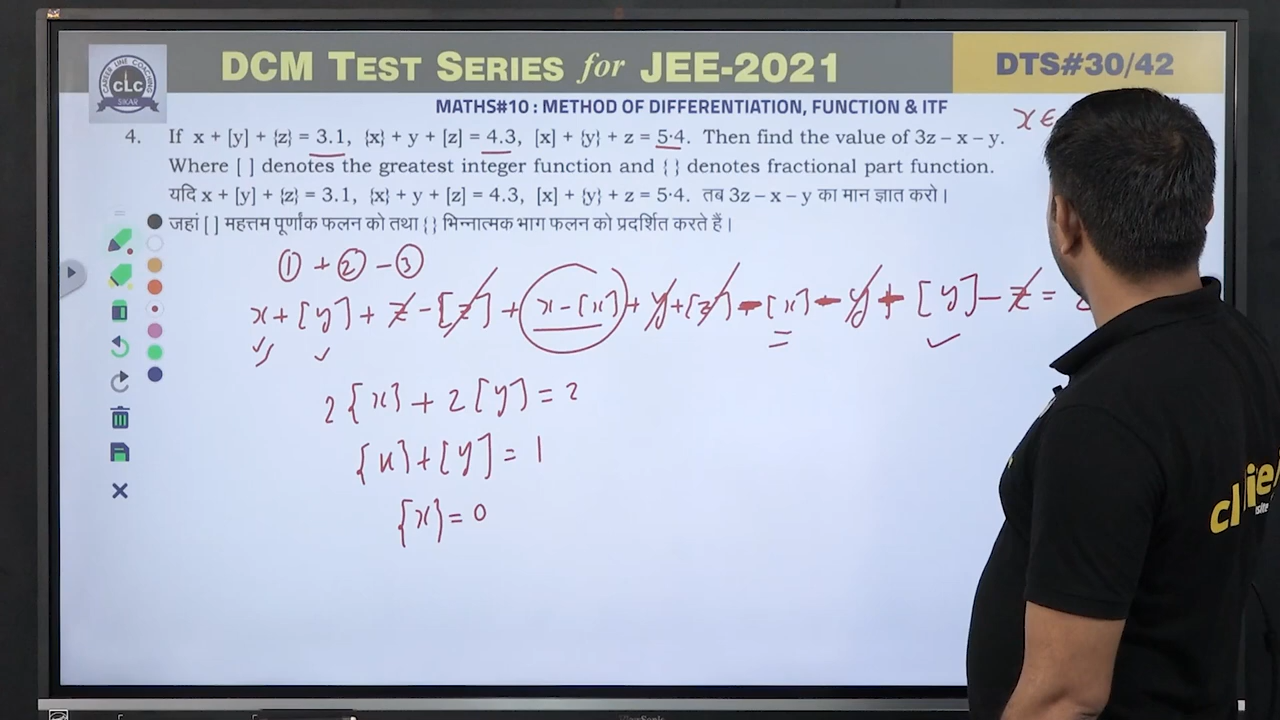 DCM TEST SERIES for JEE-2021
DTS#30/42
CAREER LINE COACHING
CLC
SIKAR
MATHS#10 : METHOD OF DIFFERENTIATION, FUNCTION & ITF
x ∈
4. If x + [y] + {z} = 3.1, {x} + y + [z] = 4.3, [x] + {y} + z = 5·4. Then find the value of 3z – x – y.
Where [ ] denotes the greatest integer function and { } denotes fractional part function.
यदि x + [y] + {z} = 3.1, {x} + y + [z] = 4.3, [x] + {y} + z = 5·4. तब 3z – x – y का मान ज्ञात करो।
जहां [ ] महत्तम पूर्णांक फलन को तथा { } भिन्नात्मक भाग फलन को प्रदर्शित करते हैं।
① + ② – ③
x + [y] + z – [z] + x – [x] + y + [z] – [x] – y + [y] – z = 2
2{x} + 2[y] = 2
{x} + [y] = 1
{x} = 0